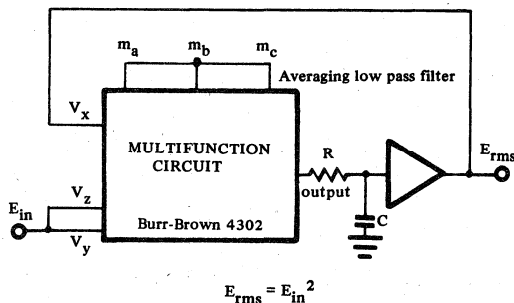 m_a m_b m_c
Averaging low pass filter
V_x
MULTIFUNCTION
CIRCUIT
R
output
E_rms
V_z
E_in
V_y
Burr-Brown 4302
C
E_rms = E_in^2